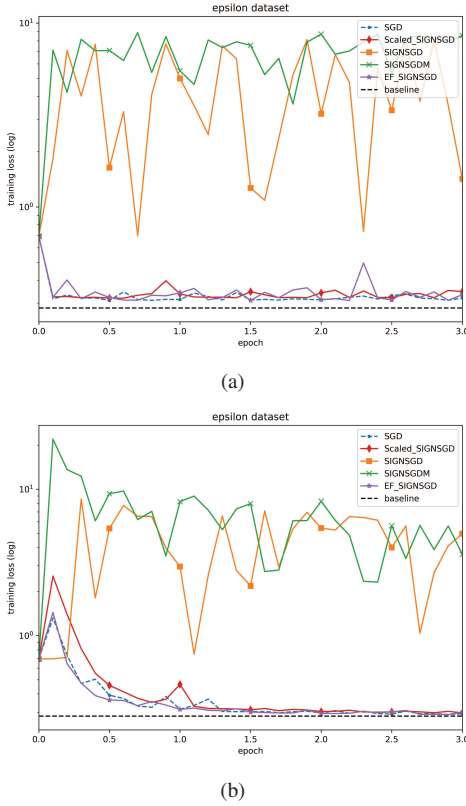 epsilon dataset
training loss (log)
10¹
10⁰
SGD
Scaled_SIGNSGD
SIGNSGD
SIGNSGDM
EF_SIGNSGD
baseline
0.0 0.5 1.0 1.5 2.0 2.5 3.0
epoch
(a)
epsilon dataset
training loss (log)
10¹
10⁰
SGD
Scaled_SIGNSGD
SIGNSGD
SIGNSGDM
EF_SIGNSGD
baseline
0.0 0.5 1.0 1.5 2.0 2.5 3.0
epoch
(b)